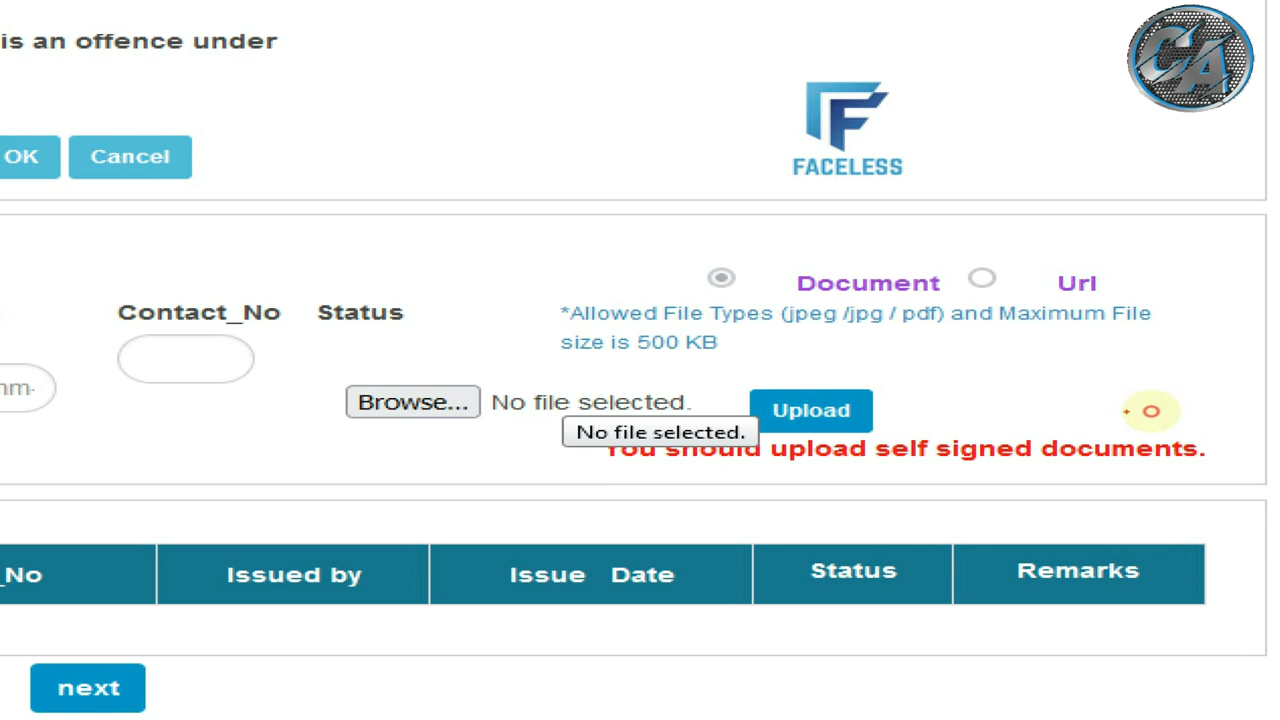 is an offence under
CA
OK Cancel
FACELESS
Document Url
Contact_No Status
*Allowed File Types (jpeg /jpg / pdf) and Maximum File
size is 500 KB
Browse... No file selected.
Upload
No file selected.
You should upload self signed documents.
_No Issued by Issue Date Status Remarks
next